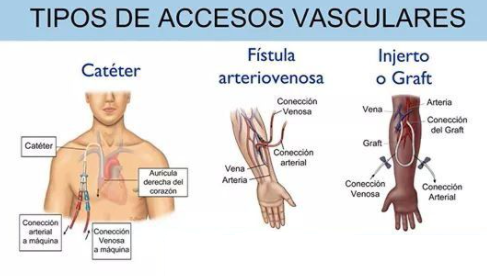 TIPOS DE ACCESOS VASCULARES
Catéter
Catéter
Auricula
derecha del
corazón
Conección
arterial
a máquina
Conección
Venosa
a máquina
Fístula
arteriovenosa
Conección
Venosa
Conección
arterial
Vena
Arteria
Injerto
o Graft
Vena
Arteria
Conección
del Graft
Graft
Conección
Venosa
Conección
Arterial